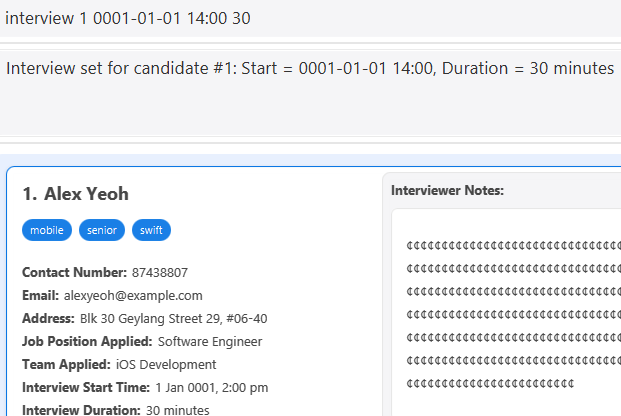 interview 1 0001-01-01 14:00 30
Interview set for candidate #1: Start = 0001-01-01 14:00, Duration = 30 minutes
1. Alex Yeoh
mobile senior swift
Contact Number: 87438807
Email: alexyeoh@example.com
Address: Blk 30 Geylang Street 29, #06-40
Job Position Applied: Software Engineer
Team Applied: iOS Development
Interview Start Time: 1 Jan 0001, 2:00 pm
Interview Duration: 30 minutes
Interviewer Notes:
¢¢¢¢¢¢¢¢¢¢¢¢¢¢¢¢¢¢¢¢¢¢¢¢¢¢¢¢¢¢¢
¢¢¢¢¢¢¢¢¢¢¢¢¢¢¢¢¢¢¢¢¢¢¢¢¢¢¢¢¢¢¢
¢¢¢¢¢¢¢¢¢¢¢¢¢¢¢¢¢¢¢¢¢¢¢¢¢¢¢¢¢¢¢
¢¢¢¢¢¢¢¢¢¢¢¢¢¢¢¢¢¢¢¢¢¢¢¢¢¢¢¢¢¢¢
¢¢¢¢¢¢¢¢¢¢¢¢¢¢¢¢¢¢¢¢¢¢¢¢¢¢¢¢¢¢¢
¢¢¢¢¢¢¢¢¢¢¢¢¢¢¢¢¢¢¢¢¢¢¢¢¢¢¢¢¢¢¢
¢¢¢¢¢¢¢¢¢¢¢¢¢¢¢¢¢¢¢¢¢¢¢¢